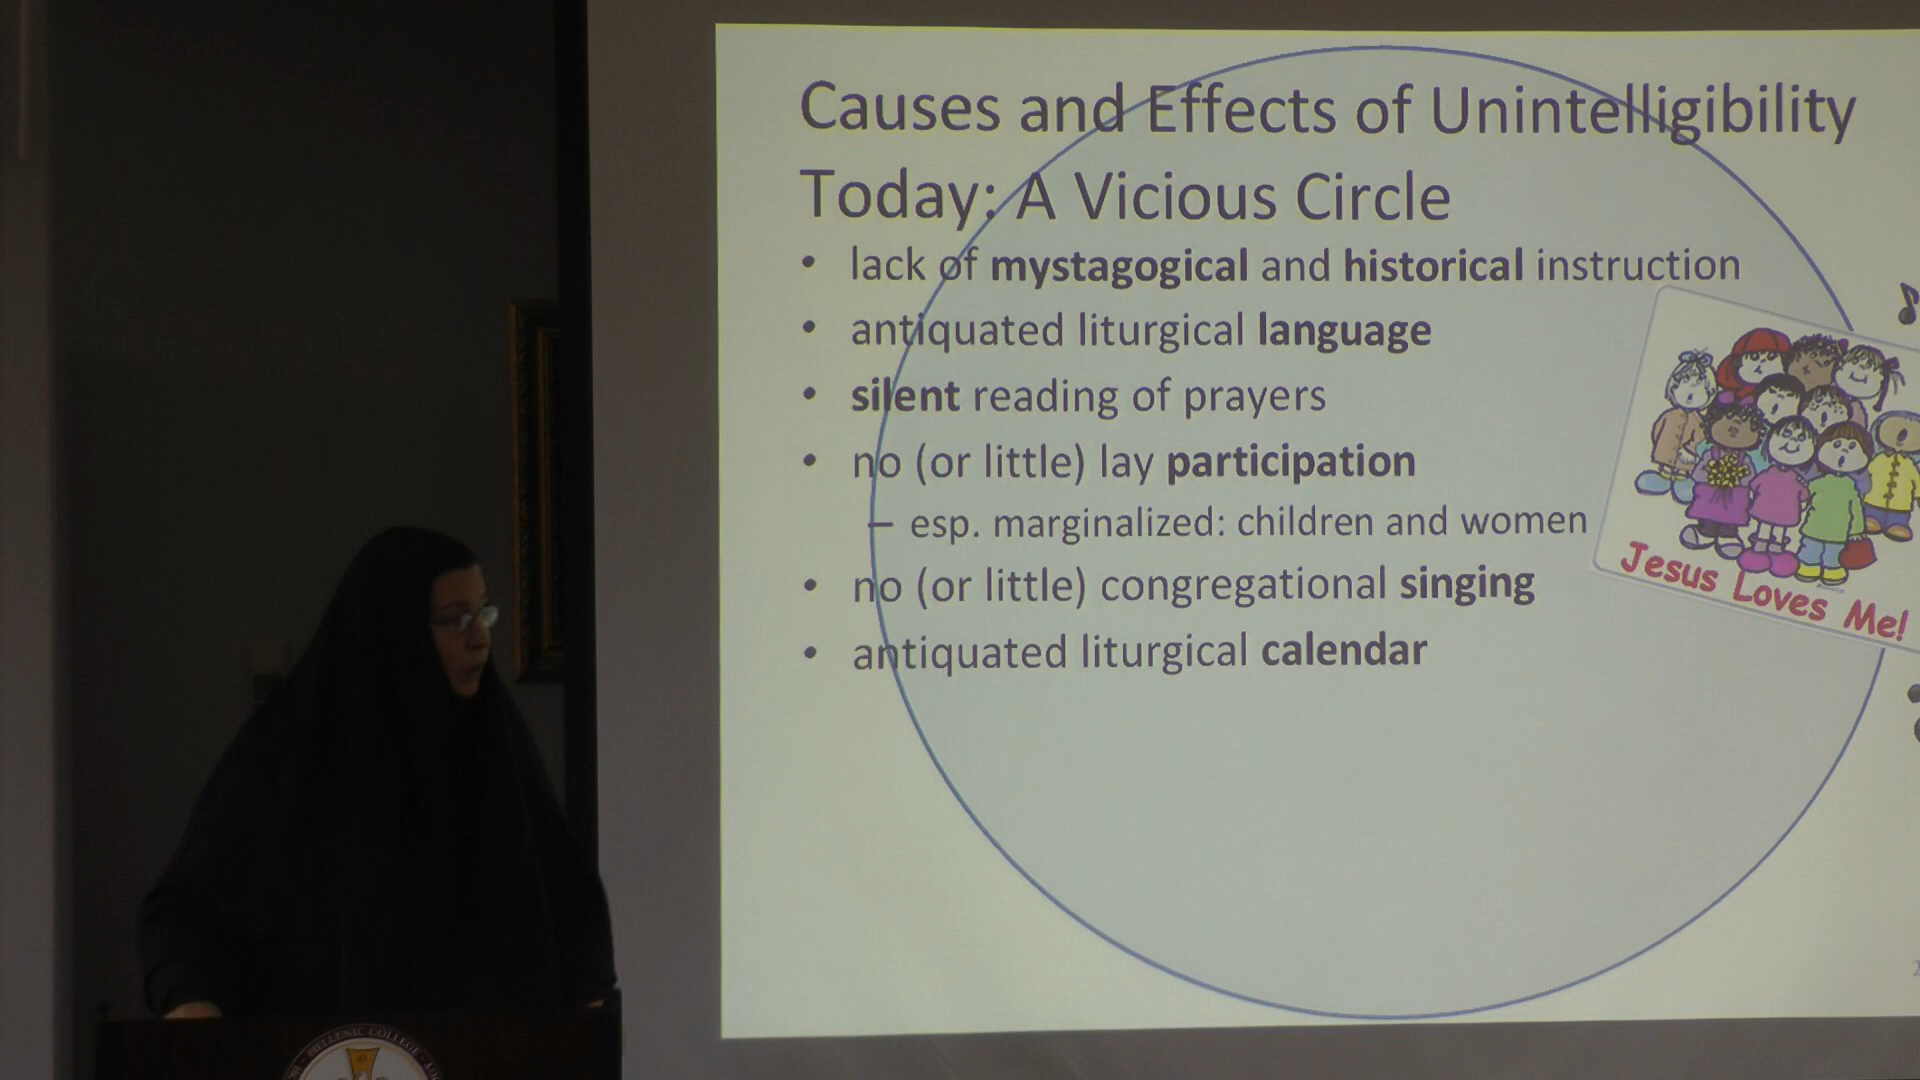 Causes and Effects of Unintelligibility
Today: A Vicious Circle
• lack of mystagogical and historical instruction
• antiquated liturgical language
• silent reading of prayers
• no (or little) lay participation
– esp. marginalized: children and women
• no (or little) congregational singing
• antiquated liturgical calendar
Jesus Loves Me!
HELLENIC COLLEGE